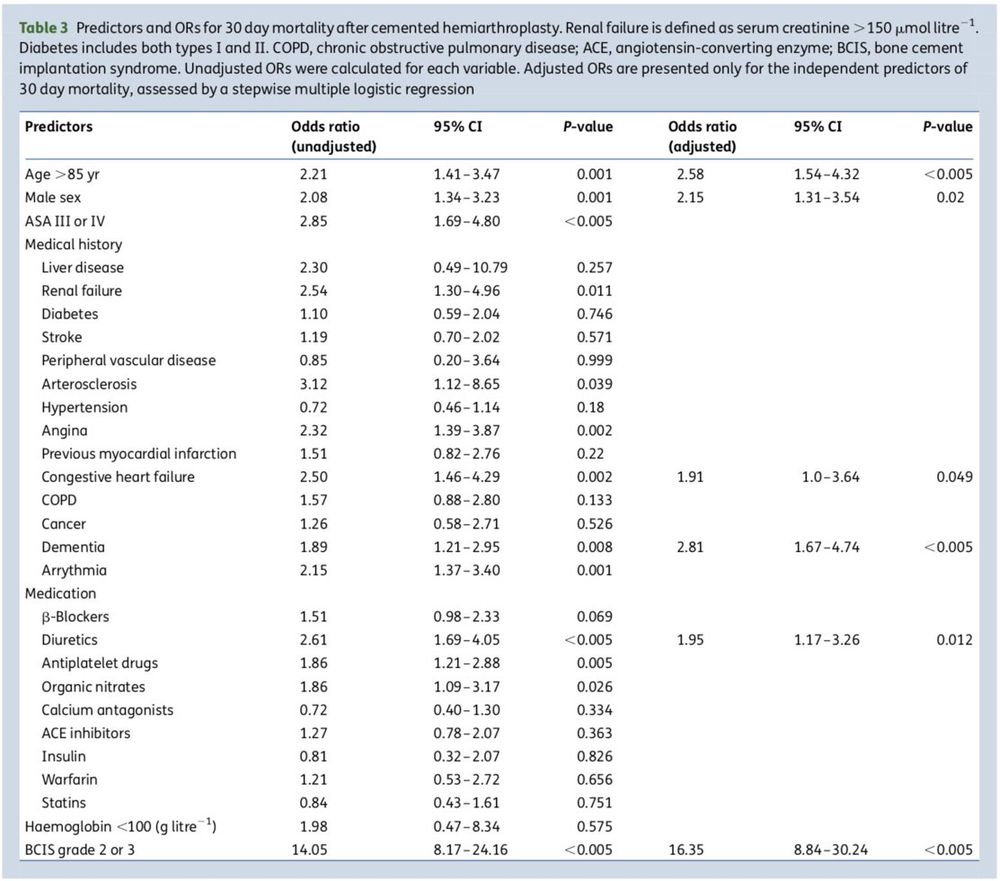 Table 3 Predictors and ORs for 30 day mortality after cemented hemiarthroplasty. Renal failure is defined as serum creatinine >150 μmol litre⁻¹.
Diabetes includes both types I and II. COPD, chronic obstructive pulmonary disease; ACE, angiotensin-converting enzyme; BCIS, bone cement
implantation syndrome. Unadjusted ORs were calculated for each variable. Adjusted ORs are presented only for the independent predictors of
30 day mortality, assessed by a stepwise multiple logistic regression
Predictors Odds ratio 95% CI P-value Odds ratio 95% CI P-value
(unadjusted) (adjusted)
Age >85 yr 2.21 1.41–3.47 0.001 2.58 1.54–4.32 <0.005
Male sex 2.08 1.34–3.23 0.001 2.15 1.31–3.54 0.02
ASA III or IV 2.85 1.69–4.80 <0.005
Medical history
Liver disease 2.30 0.49–10.79 0.257
Renal failure 2.54 1.30–4.96 0.011
Diabetes 1.10 0.59–2.04 0.746
Stroke 1.19 0.70–2.02 0.571
Peripheral vascular disease 0.85 0.20–3.64 0.999
Arterosclerosis 3.12 1.12–8.65 0.039
Hypertension 0.72 0.46–1.14 0.18
Angina 2.32 1.39–3.87 0.002
Previous myocardial infarction 1.51 0.82–2.76 0.22
Congestive heart failure 2.50 1.46–4.29 0.002 1.91 1.0–3.64 0.049
COPD 1.57 0.88–2.80 0.133
Cancer 1.26 0.58–2.71 0.526
Dementia 1.89 1.21–2.95 0.008 2.81 1.67–4.74 <0.005
Arrythmia 2.15 1.37–3.40 0.001
Medication
β-Blockers 1.51 0.98–2.33 0.069
Diuretics 2.61 1.69–4.05 <0.005 1.95 1.17–3.26 0.012
Antiplatelet drugs 1.86 1.21–2.88 0.005
Organic nitrates 1.86 1.09–3.17 0.026
Calcium antagonists 0.72 0.40–1.30 0.334
ACE inhibitors 1.27 0.78–2.07 0.363
Insulin 0.81 0.32–2.07 0.826
Warfarin 1.21 0.53–2.72 0.656
Statins 0.84 0.43–1.61 0.751
Haemoglobin <100 (g litre⁻¹) 1.98 0.47–8.34 0.575
BCIS grade 2 or 3 14.05 8.17–24.16 <0.005 16.35 8.84–30.24 <0.005